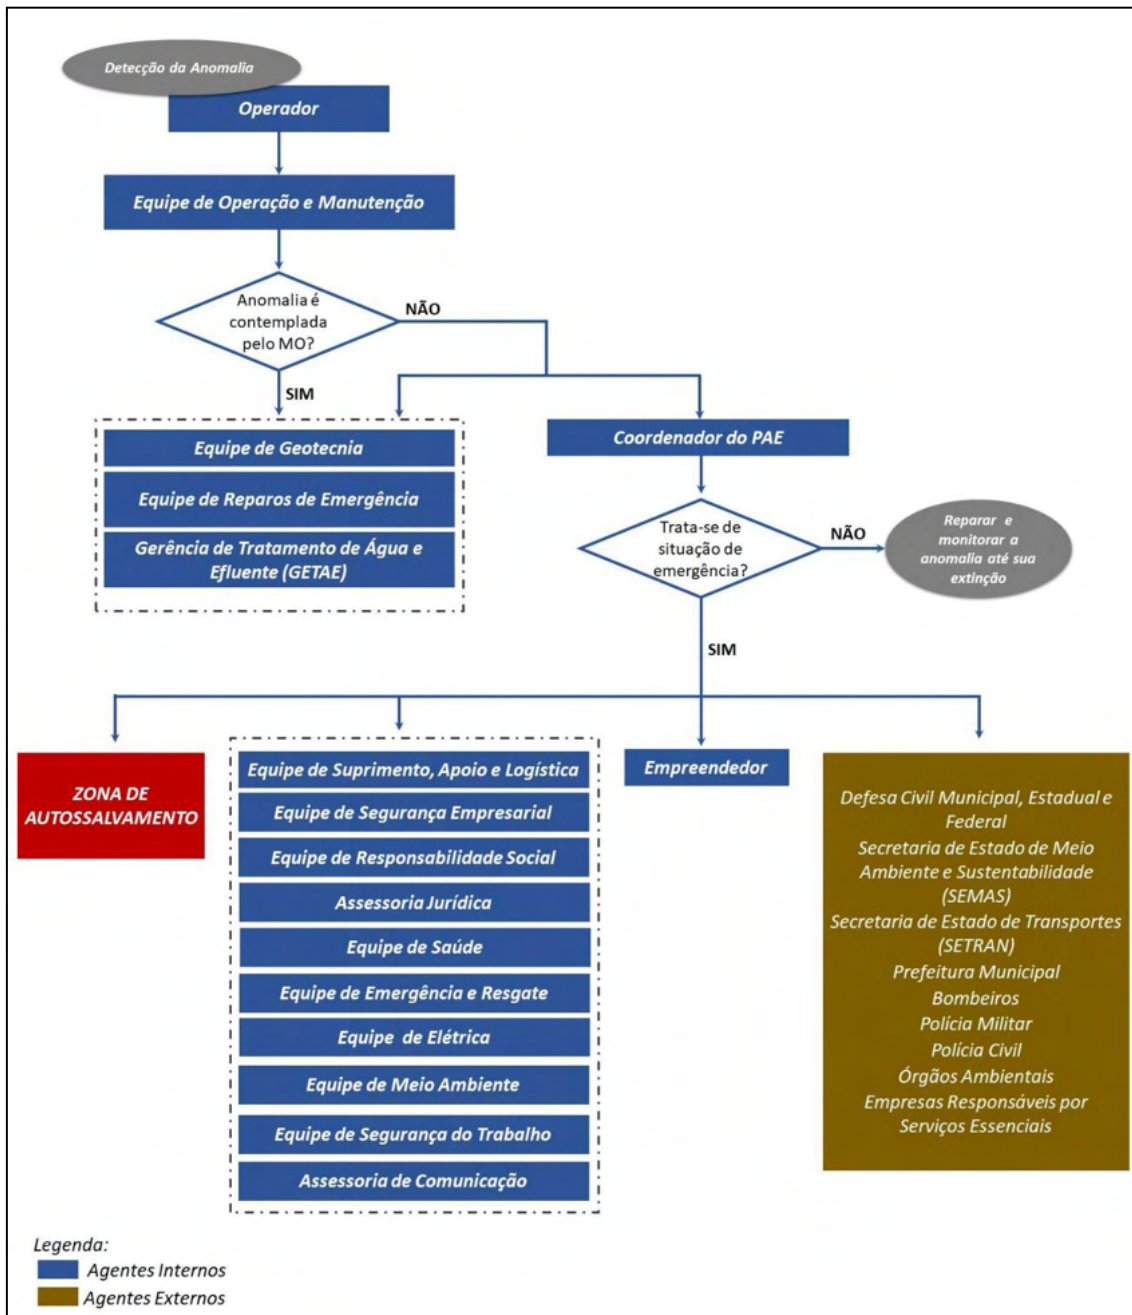 Detecção da Anomalia
Operador
Equipe de Operação e Manutenção
Anomalia é
contemplada
pelo MO?
NÃO
SIM
Equipe de Geotecnia
Equipe de Reparos de Emergência
Gerência de Tratamento de Água e
Efluente (GETAE)
Coordenador do PAE
Trata-se de
situação de
emergência?
NÃO
Reparar e
monitorar a
anomalia até sua
extinção
SIM
ZONA DE
AUTOSSALVAMENTO
Equipe de Suprimento, Apoio e Logística
Equipe de Segurança Empresarial
Equipe de Responsabilidade Social
Assessoria Jurídica
Equipe de Saúde
Equipe de Emergência e Resgate
Equipe de Elétrica
Equipe de Meio Ambiente
Equipe de Segurança do Trabalho
Assessoria de Comunicação
Empreendedor
Defesa Civil Municipal, Estadual e
Federal
Secretaria de Estado de Meio
Ambiente e Sustentabilidade
(SEMAS)
Secretaria de Estado de Transportes
(SETRAN)
Prefeitura Municipal
Bombeiros
Polícia Militar
Polícia Civil
Órgãos Ambientais
Empresas Responsáveis por
Serviços Essenciais
Legenda:
Agentes Internos
Agentes Externos